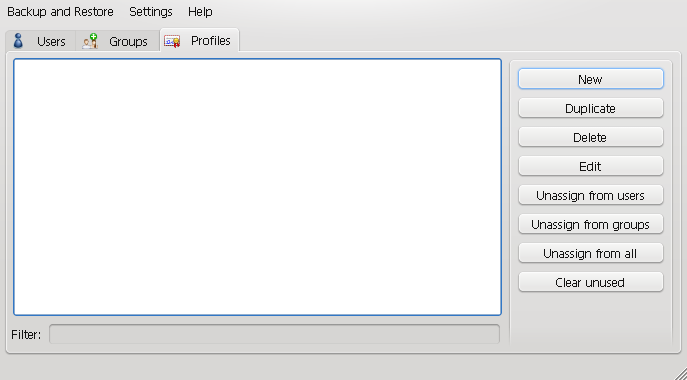 Backup and Restore Settings Help
Users Groups Profiles
New
Duplicate
Delete
Edit
Unassign from users
Unassign from groups
Unassign from all
Clear unused
Filter: